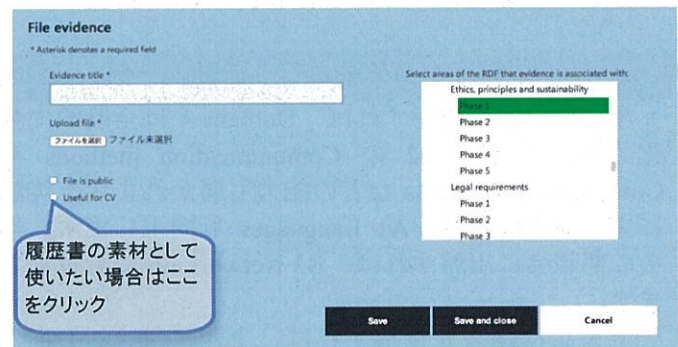 File evidence
* Asterisk denotes a required field
Evidence title *
Upload file *
ファイルを選択 ファイル未選択
File is public
Useful for CV
履歴書の素材として
使いたい場合はここ
をクリック
Select areas of the RDF that evidence is associated with:
Ethics, principles and sustainability
Phase 1
Phase 2
Phase 3
Phase 4
Phase 5
Legal requirements
Phase 1
Phase 2
Phase 3
Save
Save and close
Cancel